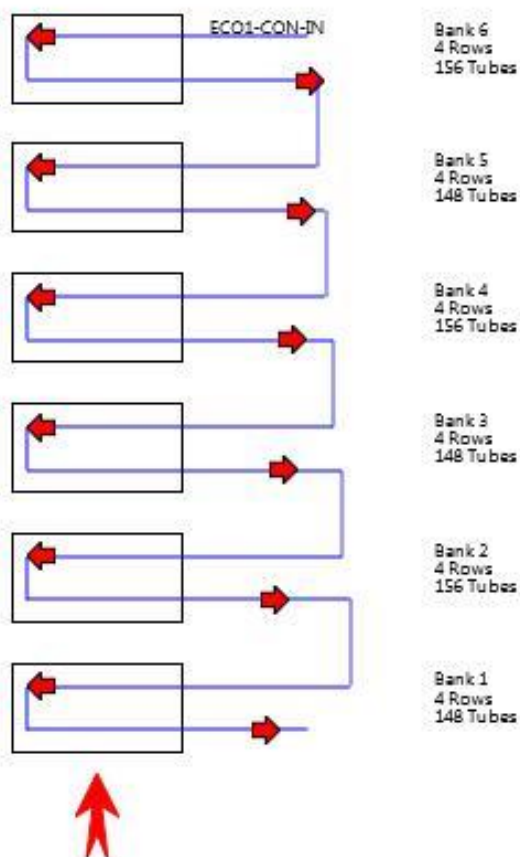 ECO1-CON-IN
Bank 6
4 Rows
156 Tubes
Bank 5
4 Rows
148 Tubes
Bank 4
4 Rows
156 Tubes
Bank 3
4 Rows
148 Tubes
Bank 2
4 Rows
156 Tubes
Bank 1
4 Rows
148 Tubes